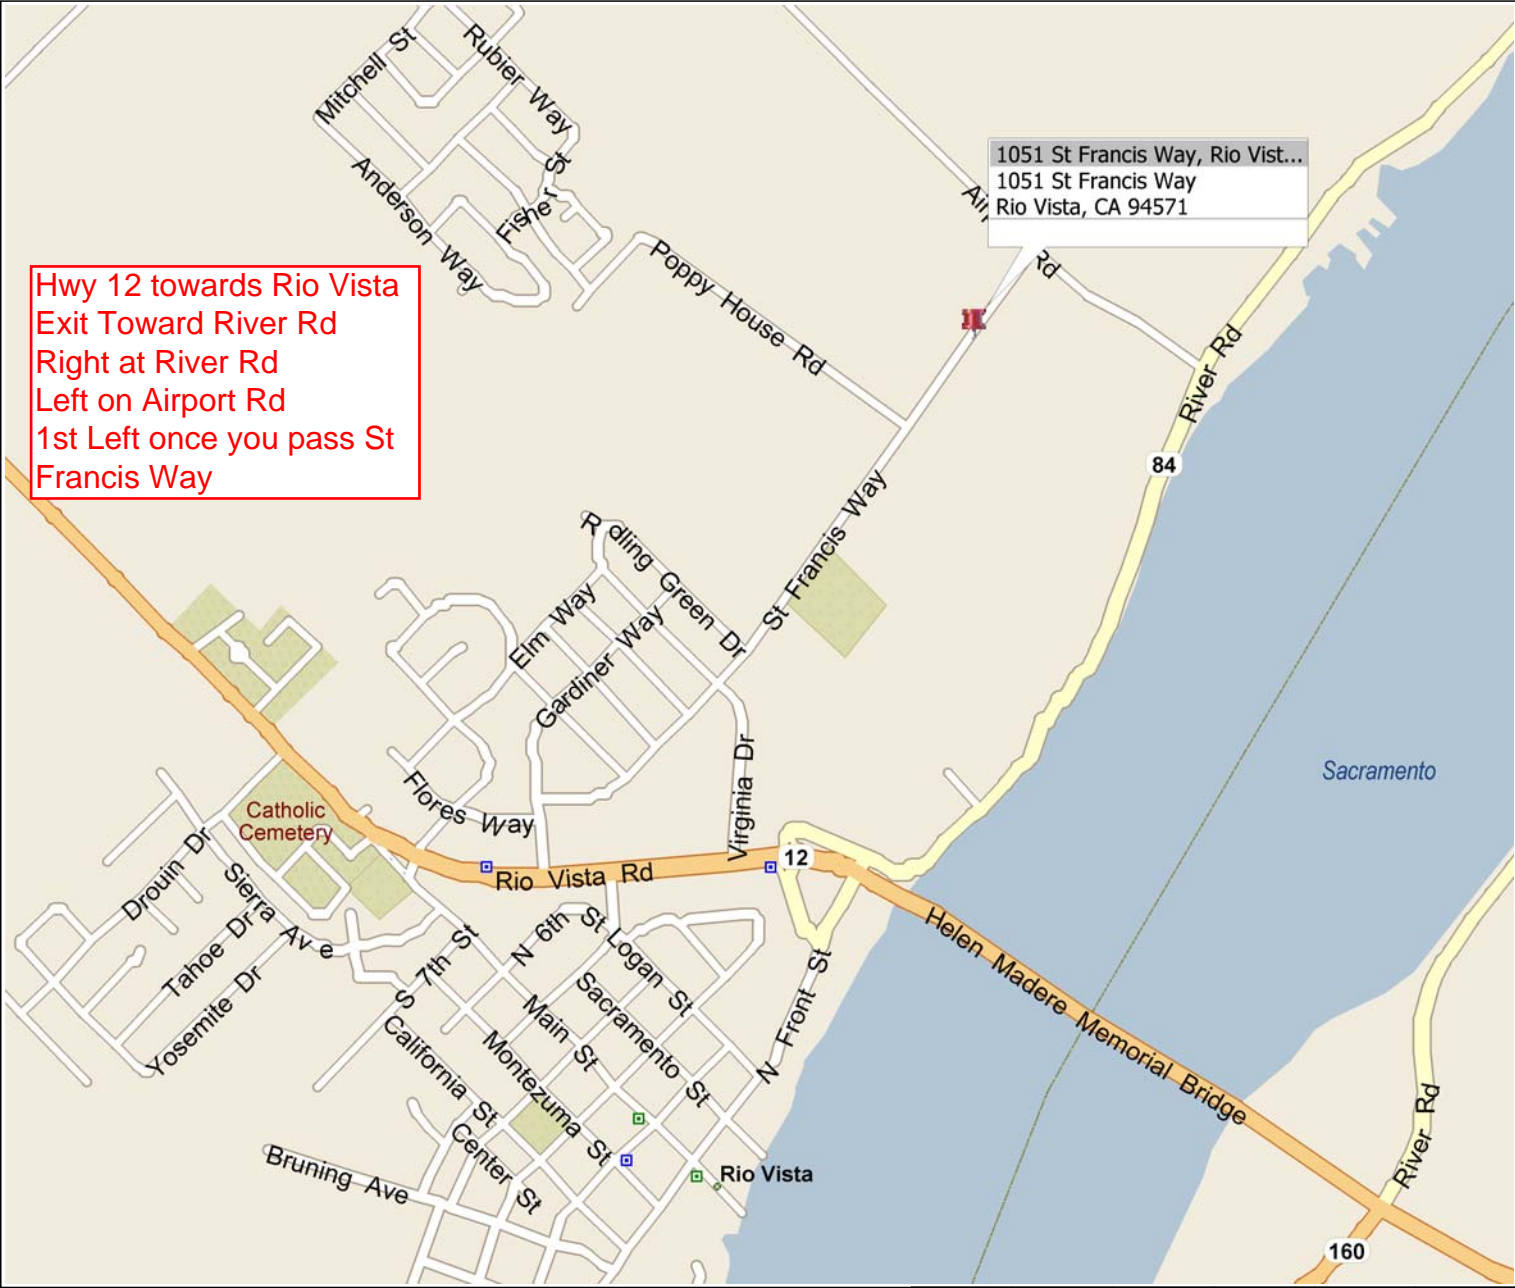 Mitchell St
Rubier Way
Anderson Way
Fisher St
1051 St Francis Way, Rio Vist...
1051 St Francis Way
Rio Vista, CA 94571
Rd
Poppy House Rd
Hwy 12 towards Rio Vista
Exit Toward River Rd
Right at River Rd
Left on Airport Rd
1st Left once you pass St
Francis Way
River Rd
84
St Francis Way
Elm Way
Gardiner Way
Green Dr
Virginia Dr
Flores Way
Sacramento
Catholic
Cemetery
Drouin Dr
Sierra Ave
Tahoe Dr
Yosemite Dr
12
Rio Vista Rd
Helen Madere Memorial Bridge
N 6th St
Logan St
S 7th St
Sacramento St
Main St
N Front St
California St
Montezuma St
Center St
Bruning Ave
Rio Vista
River Rd
160